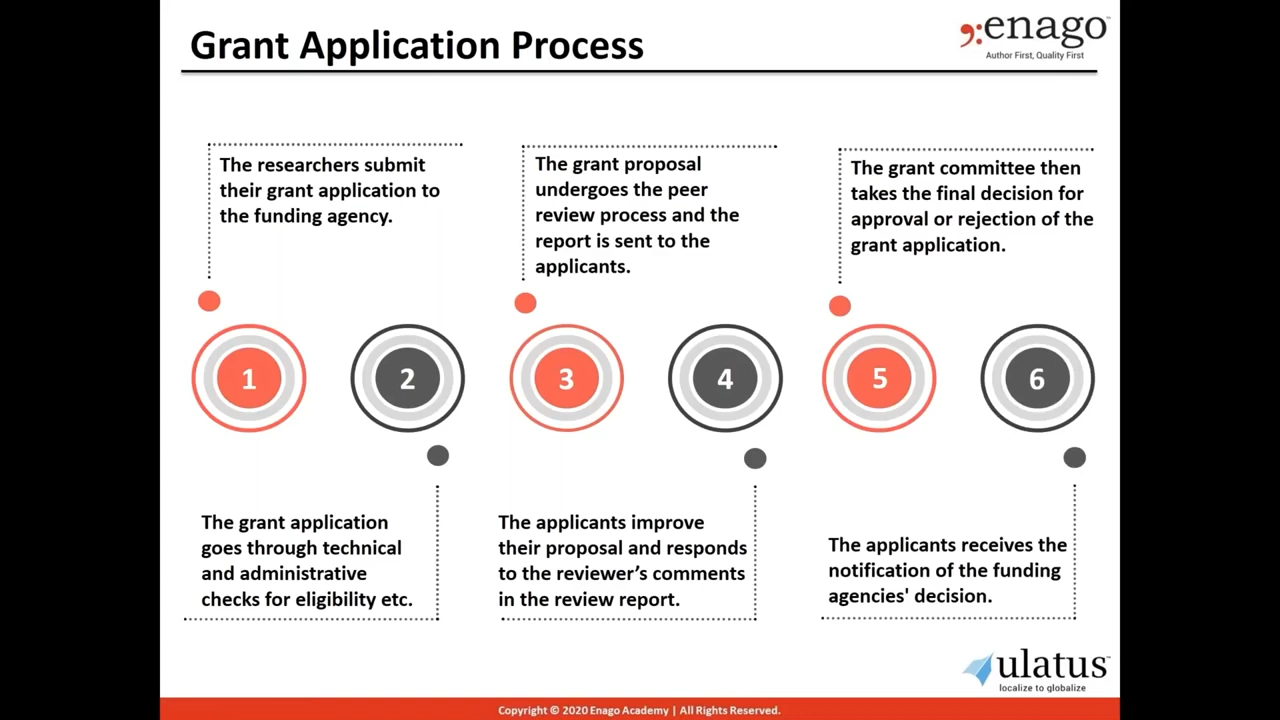 Grant Application Process
enago™
Author First, Quality First
The researchers submit
their grant application to
the funding agency.
The grant proposal
undergoes the peer
review process and the
report is sent to the
applicants.
The grant committee then
takes the final decision for
approval or rejection of the
grant application.
1
2
3
4
5
6
The grant application
goes through technical
and administrative
checks for eligibility etc.
The applicants improve
their proposal and responds
to the reviewer’s comments
in the review report.
The applicants receives the
notification of the funding
agencies' decision.
ulatus™
localize to globalize
Copyright © 2020 Enago Academy | All Rights Reserved.